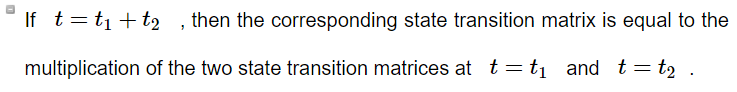 If t = t₁ + t₂ , then the corresponding state transition matrix is equal to the
multiplication of the two state transition matrices at t = t₁ and t = t₂ .